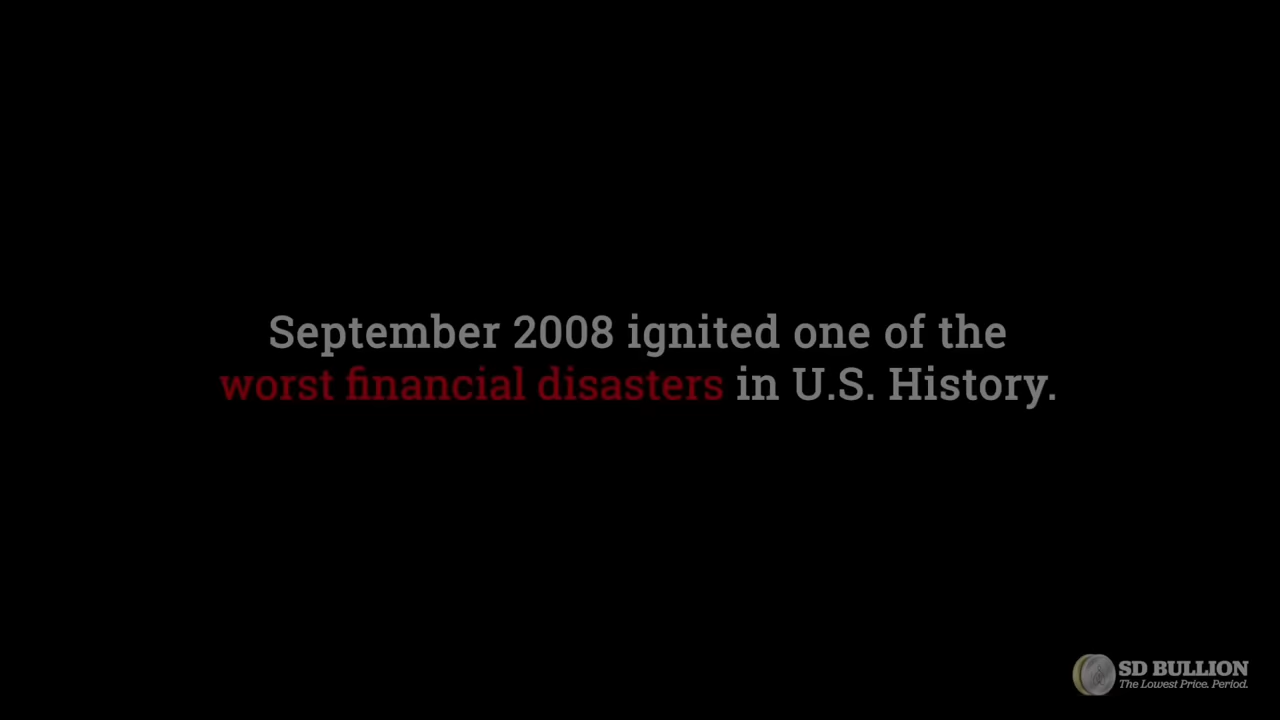 September 2008 ignited one of the
worst financial disasters in U.S. History.
SD BULLION
The Lowest Price. Period.